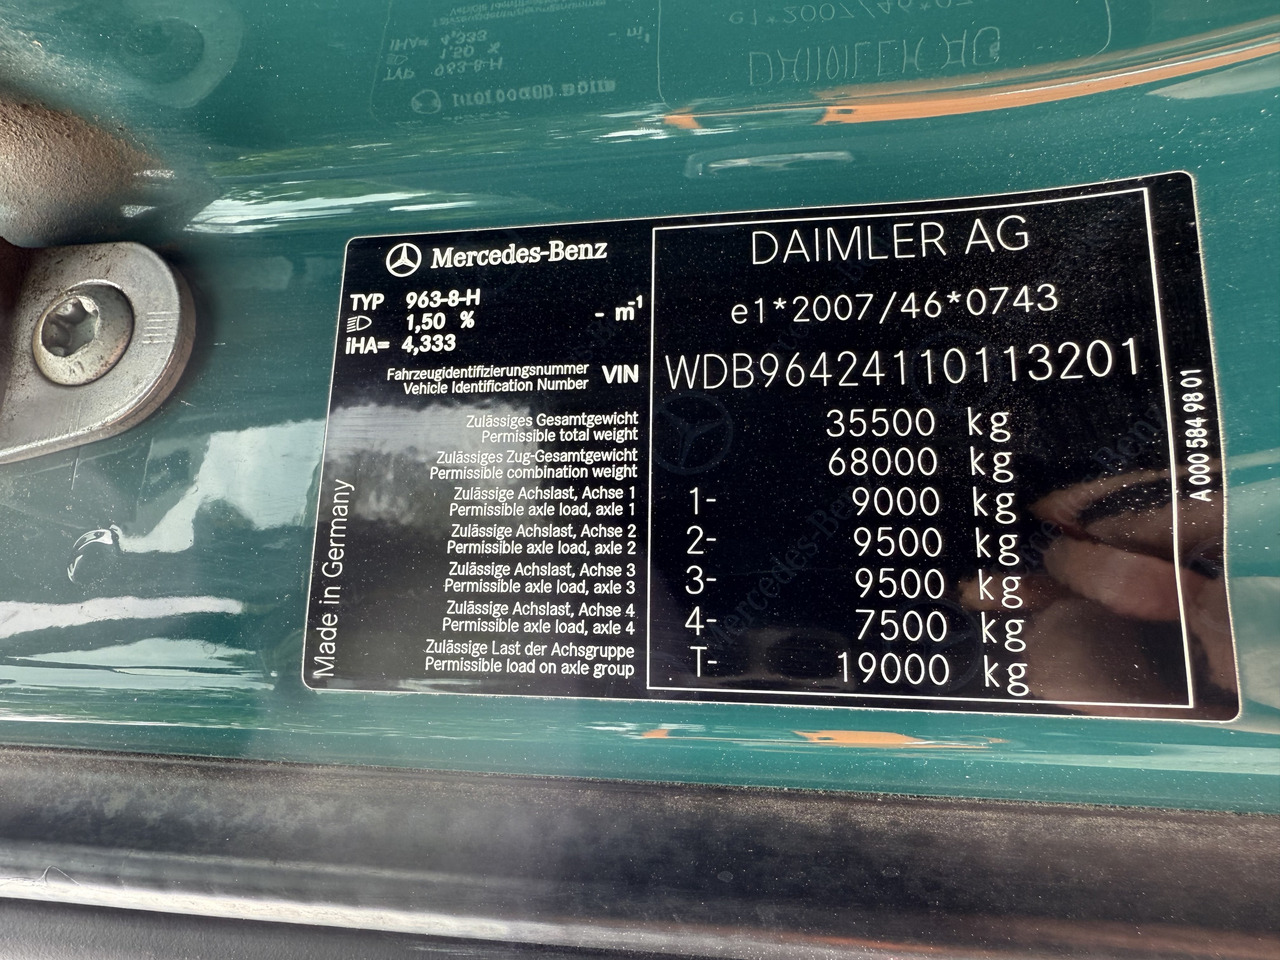 Mercedes-Benz
TYP 963-8-H
1,50 % - m-1
iHA= 4,333
Fahrzeugidentifizierungsnummer
Vehicle Identification Number VIN
DAIMLER AG
e1*2007/46*0743
WDB96424110113201
Zulässiges Gesamtgewicht
Permissible total weight 35500 kg
Zulässiges Zug-Gesamtgewicht
Permissible combination weight 68000 kg
Zulässige Achslast, Achse 1
Permissible axle load, axle 1 1- 9000 kg
Zulässige Achslast, Achse 2
Permissible axle load, axle 2 2- 9500 kg
Zulässige Achslast, Achse 3
Permissible axle load, axle 3 3- 9500 kg
Zulässige Achslast, Achse 4
Permissible axle load, axle 4 4- 7500 kg
Zulässige Last der Achsgruppe
Permissible load on axle group T- 19000 kg
Made in Germany
A 000 584 98 01